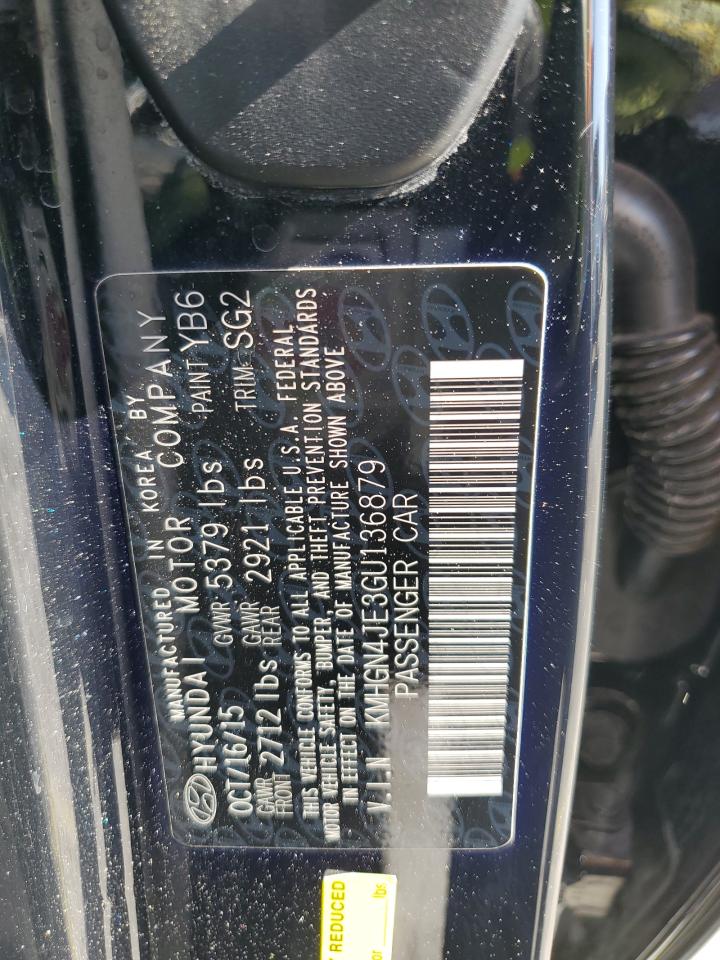 MANUFACTURED IN KOREA BY
HYUNDAI MOTOR COMPANY
OCT/16/15 GVWR 5379 lbs PAINT YB6
GAWR FRONT 2712 lbs GAWR REAR 2921 lbs TRIM SG2
THIS VEHICLE CONFORMS TO ALL APPLICABLE U.S.A. FEDERAL
MOTOR VEHICLE SAFETY, BUMPER, AND THEFT PREVENTION STANDARDS
IN EFFECT ON THE DATE OF MANUFACTURE SHOWN ABOVE
V.I.N KMHGN4JE3GU136879
PASSENGER CAR
REDUCED
or lbs